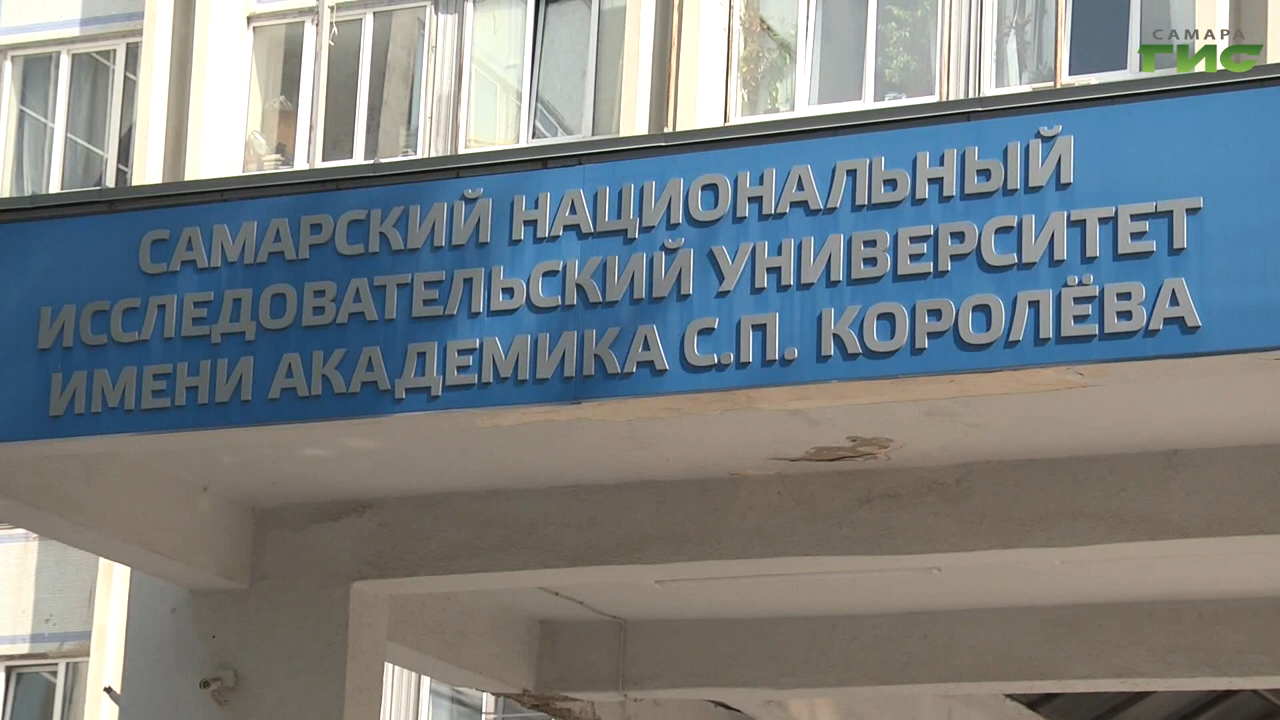 САМАРА
ГИС
САМАРСКИЙ НАЦИОНАЛЬНЫЙ
ИССЛЕДОВАТЕЛЬСКИЙ УНИВЕРСИТЕТ
ИМЕНИ АКАДЕМИКА С.П. КОРОЛЁВА